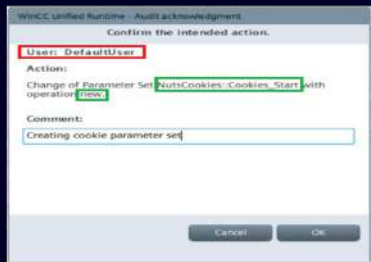 WinCC Unified Runtime - Audit acknowledgment
Confirm the intended action.
User: DefaultUser
Action:
Change of Parameter Set NutsCookies::Cookies_Start with
operation new.
Comment:
Creating cookie parameter set
Cancel
OK